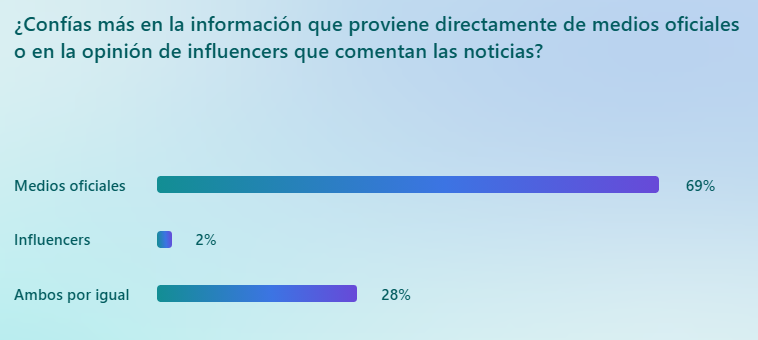 ¿Confías más en la información que proviene directamente de medios oficiales
o en la opinión de influencers que comentan las noticias?
Medios oficiales 69%
Influencers 2%
Ambos por igual 28%